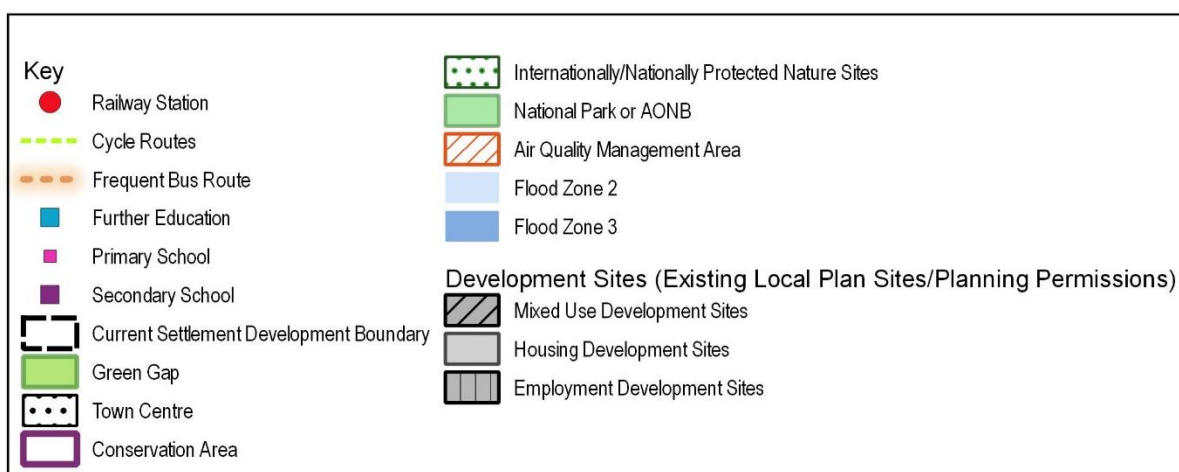 Key
Railway Station
Cycle Routes
Frequent Bus Route
Further Education
Primary School
Secondary School
Current Settlement Development Boundary
Green Gap
Town Centre
Conservation Area
Internationally/Nationally Protected Nature Sites
National Park or AONB
Air Quality Management Area
Flood Zone 2
Flood Zone 3
Development Sites (Existing Local Plan Sites/Planning Permissions)
Mixed Use Development Sites
Housing Development Sites
Employment Development Sites